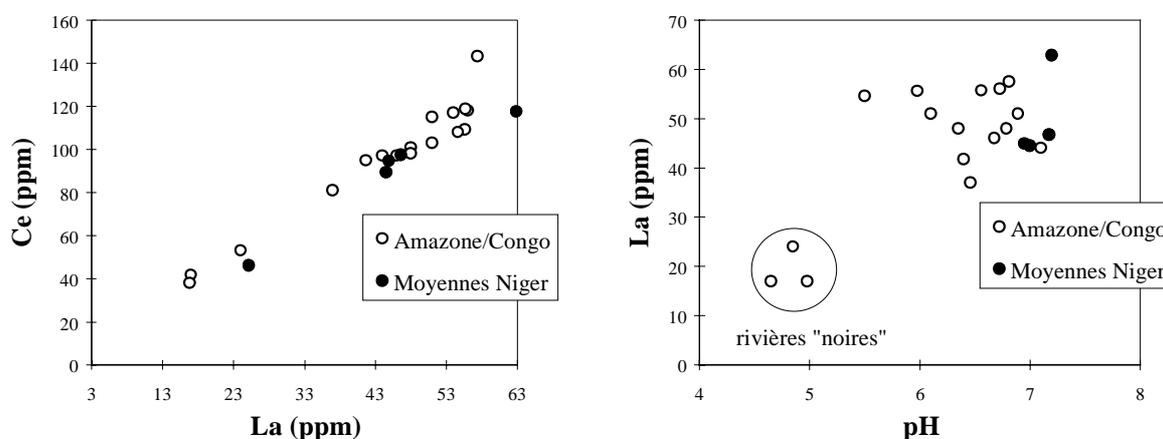 160
140
120
100
80
60
40
20
0
Ce (ppm)
3 13 23 33 43 53 63
La (ppm)
Amazone/Congo
Moyennes Niger
70
60
50
40
30
20
10
0
La (ppm)
4 5 6 7 8
pH
Amazone/Congo
Moyennes Niger
rivières "noires"